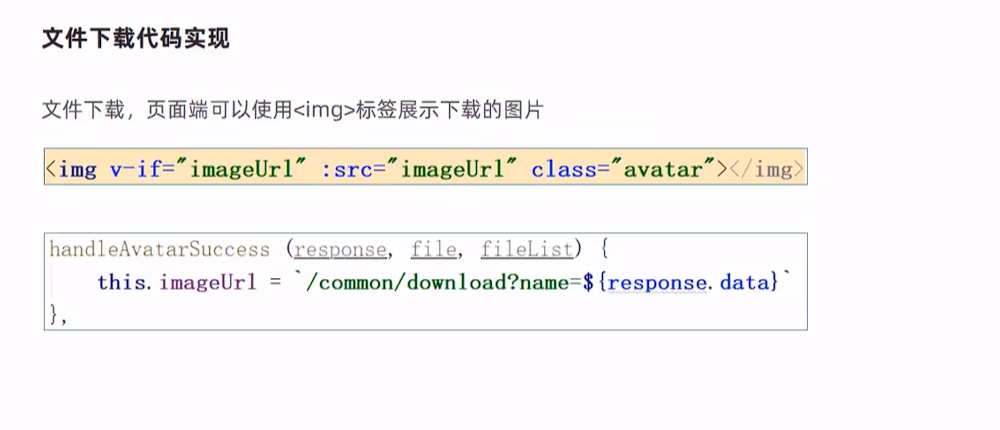 文件下载代码实现
文件下载，页面端可以使用<img>标签展示下载的图片
<img v-if="imageUrl" :src="imageUrl" class="avatar"></img>
handleAvatarSuccess (response, file, fileList) {
this.imageUrl = `/common/download?name=${response.data}`
},